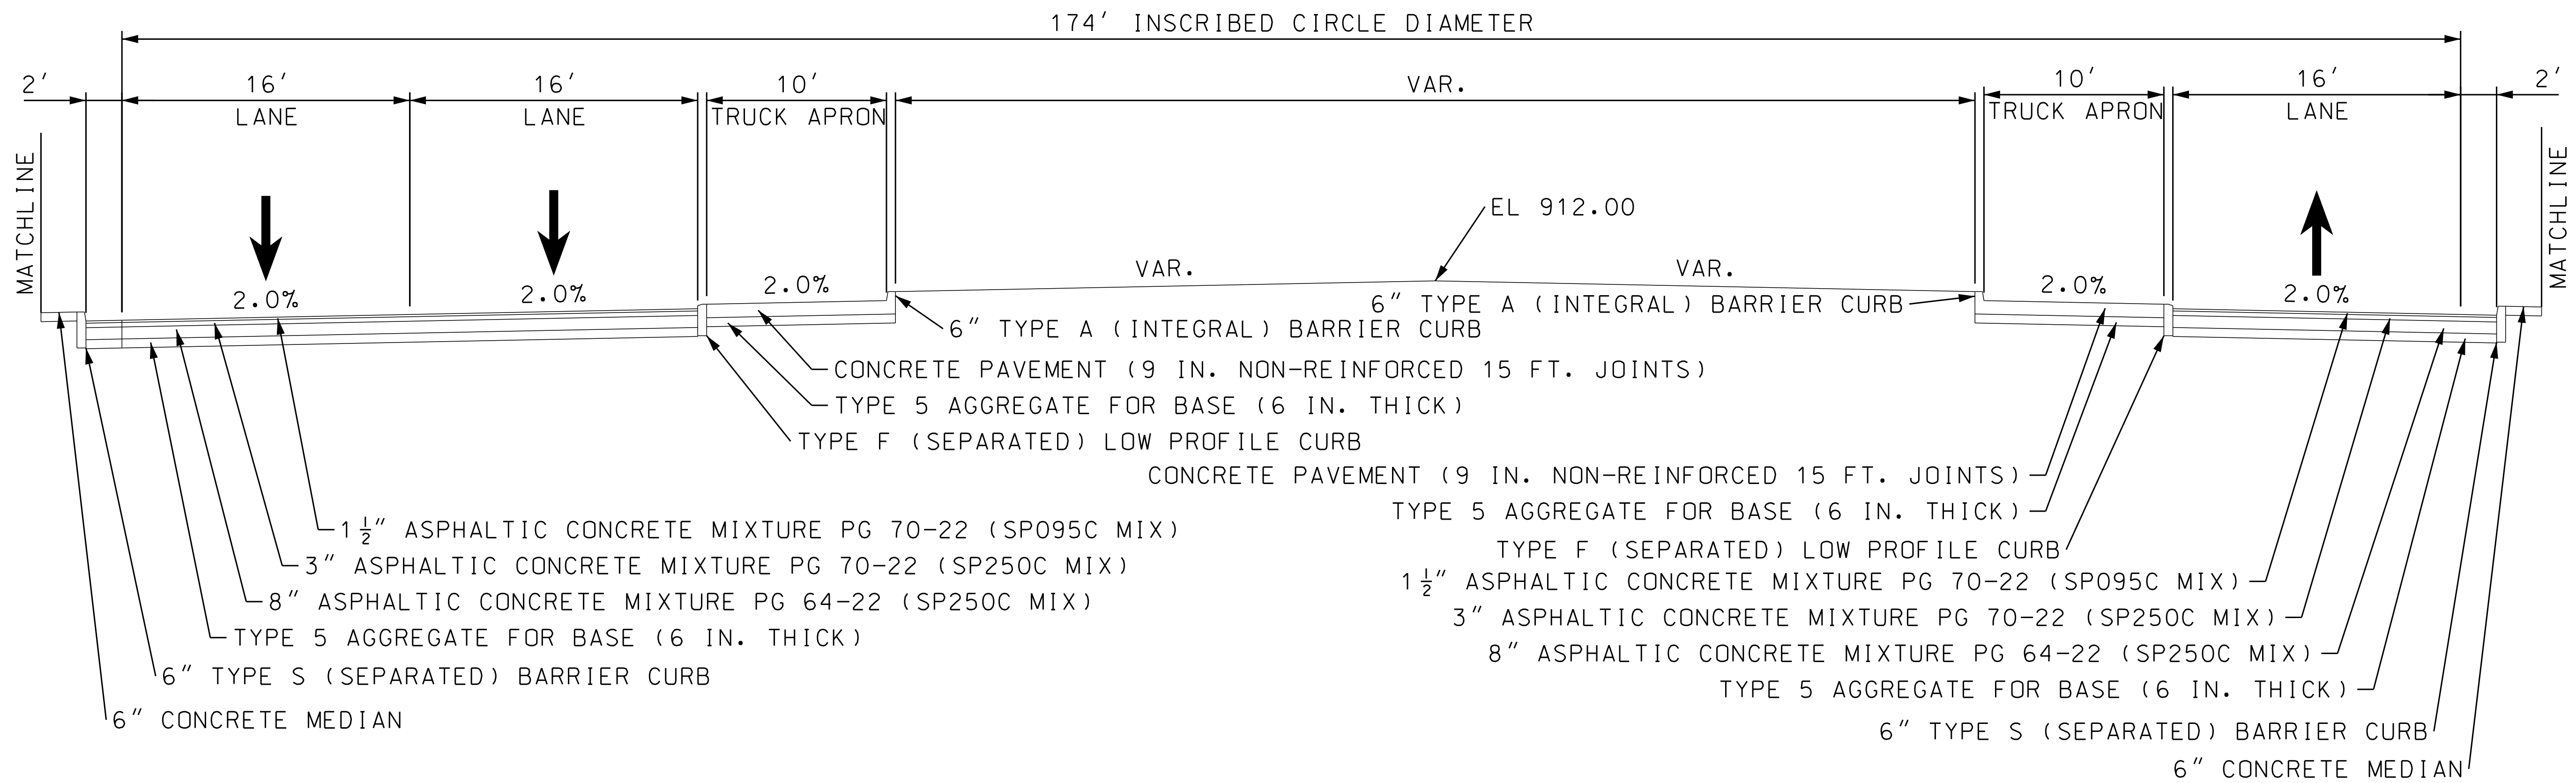 174' INSCRIBED CIRCLE DIAMETER
2' 16' 16' 10' VAR. 10' 16' 2'
LANE LANE TRUCK APRON TRUCK APRON LANE
MATCHLINE
MATCHLINE
EL 912.00
VAR. VAR.
2.0% 2.0% 2.0% 2.0% 2.0%
6" TYPE A (INTEGRAL) BARRIER CURB
6" TYPE A (INTEGRAL) BARRIER CURB
CONCRETE PAVEMENT (9 IN. NON-REINFORCED 15 FT. JOINTS)
TYPE 5 AGGREGATE FOR BASE (6 IN. THICK)
TYPE F (SEPARATED) LOW PROFILE CURB
CONCRETE PAVEMENT (9 IN. NON-REINFORCED 15 FT. JOINTS)
TYPE 5 AGGREGATE FOR BASE (6 IN. THICK)
TYPE F (SEPARATED) LOW PROFILE CURB
1 1/2" ASPHALTIC CONCRETE MIXTURE PG 70-22 (SP095C MIX)
3" ASPHALTIC CONCRETE MIXTURE PG 70-22 (SP250C MIX)
8" ASPHALTIC CONCRETE MIXTURE PG 64-22 (SP250C MIX)
TYPE 5 AGGREGATE FOR BASE (6 IN. THICK)
6" TYPE S (SEPARATED) BARRIER CURB
6" CONCRETE MEDIAN
1 1/2" ASPHALTIC CONCRETE MIXTURE PG 70-22 (SP095C MIX)
3" ASPHALTIC CONCRETE MIXTURE PG 70-22 (SP250C MIX)
8" ASPHALTIC CONCRETE MIXTURE PG 64-22 (SP250C MIX)
TYPE 5 AGGREGATE FOR BASE (6 IN. THICK)
6" TYPE S (SEPARATED) BARRIER CURB
6" CONCRETE MEDIAN